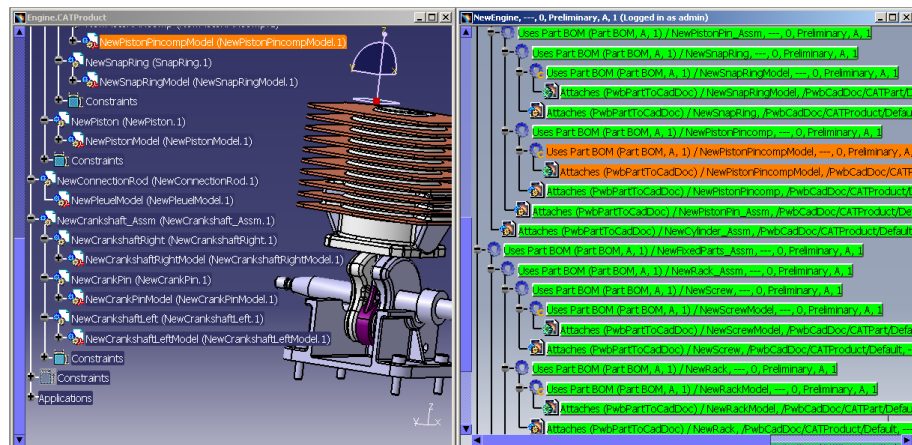 Engine.CATProduct
NewPistonPincompModel (NewPistonPincompModel.1)
NewSnapRing (SnapRing.1)
NewSnapRingModel (NewSnapRingModel.1)
Constraints
NewPiston (NewPiston.1)
NewPistonModel (NewPistonModel.1)
Constraints
NewConnectionRod (NewConnectionRod.1)
NewPleuelModel (NewPleuelModel.1)
NewCrankshaft_Assm (NewCrankshaft_Assm.1)
NewCrankshaftRight (NewCrankshaftRight.1)
NewCrankshaftRightModel (NewCrankshaftRightModel.1)
NewCrankPin (NewCrankPin.1)
NewCrankPinModel (NewCrankPinModel.1)
NewCrankshaftLeft (NewCrankshaftLeft.1)
NewCrankshaftLeftModel (NewCrankshaftLeftModel.1)
Constraints
Constraints
Applications
z
y
x
NewEngine, ---, 0, Preliminary, A, 1 (Logged in as admin)
Uses Part BOM (Part BOM, A, 1) / NewPistonPin_Assm, ---, 0, Preliminary, A, 1
Uses Part BOM (Part BOM, A, 1) / NewSnapRing, ---, 0, Preliminary, A, 1
Uses Part BOM (Part BOM, A, 1) / NewSnapRingModel, ---, 0, Preliminary, A, 1
Attaches (PwbPartToCadDoc) / NewSnapRingModel, /PwbCadDoc/CATPart/De
Attaches (PwbPartToCadDoc) / NewSnapRing, /PwbCadDoc/CATProduct/Default
Uses Part BOM (Part BOM, A, 1) / NewPistonPincomp, ---, 0, Preliminary, A, 1
Uses Part BOM (Part BOM, A, 1) / NewPistonPincompModel, ---, 0, Preliminary, A,
Attaches (PwbPartToCadDoc) / NewPistonPincompModel, /PwbCadDoc/CATP
Attaches (PwbPartToCadDoc) / NewPistonPincomp, /PwbCadDoc/CATProduct/D
Attaches (PwbPartToCadDoc) / NewPistonPin_Assm, /PwbCadDoc/CATProduct/Def
Attaches (PwbPartToCadDoc) / NewCylinder_Assm, /PwbCadDoc/CATProduct/Default
Uses Part BOM (Part BOM, A, 1) / NewFixedParts_Assm, ---, 0, Preliminary, A, 1
Uses Part BOM (Part BOM, A, 1) / NewRack_Assm, ---, 0, Preliminary, A, 1
Uses Part BOM (Part BOM, A, 1) / NewScrew, ---, 0, Preliminary, A, 1
Uses Part BOM (Part BOM, A, 1) / NewScrewModel, ---, 0, Preliminary, A, 1
Attaches (PwbPartToCadDoc) / NewScrewModel, /PwbCadDoc/CATPart/Defau
Attaches (PwbPartToCadDoc) / NewScrew, /PwbCadDoc/CATProduct/Default, --
Uses Part BOM (Part BOM, A, 1) / NewRack, ---, 0, Preliminary, A, 1
Uses Part BOM (Part BOM, A, 1) / NewRackModel, ---, 0, Preliminary, A, 1
Attaches (PwbPartToCadDoc) / NewRackModel, /PwbCadDoc/CATPart/Defau
Attaches (PwbPartToCadDoc) / NewRack, /PwbCadDoc/CATProduct/Default, ---